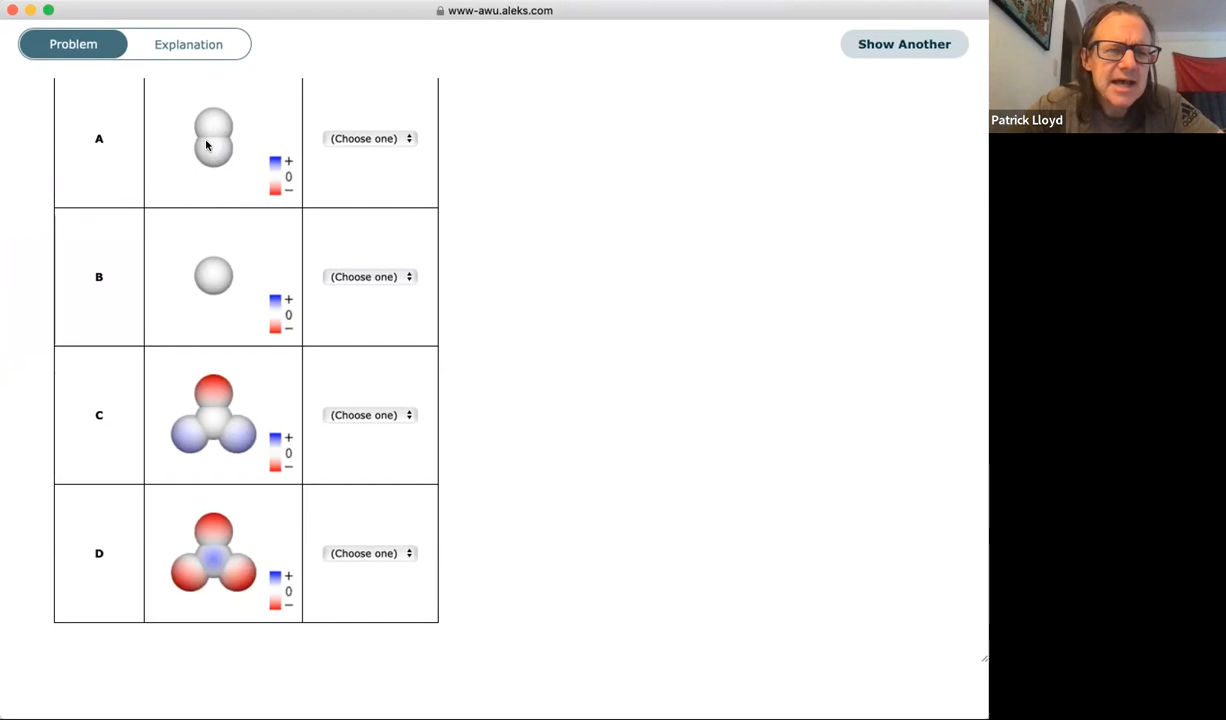 www-awu.aleks.com
Problem
Explanation
Show Another
Patrick Lloyd
A
+
0
−
(Choose one)
B
+
0
−
(Choose one)
C
+
0
−
(Choose one)
D
+
0
−
(Choose one)